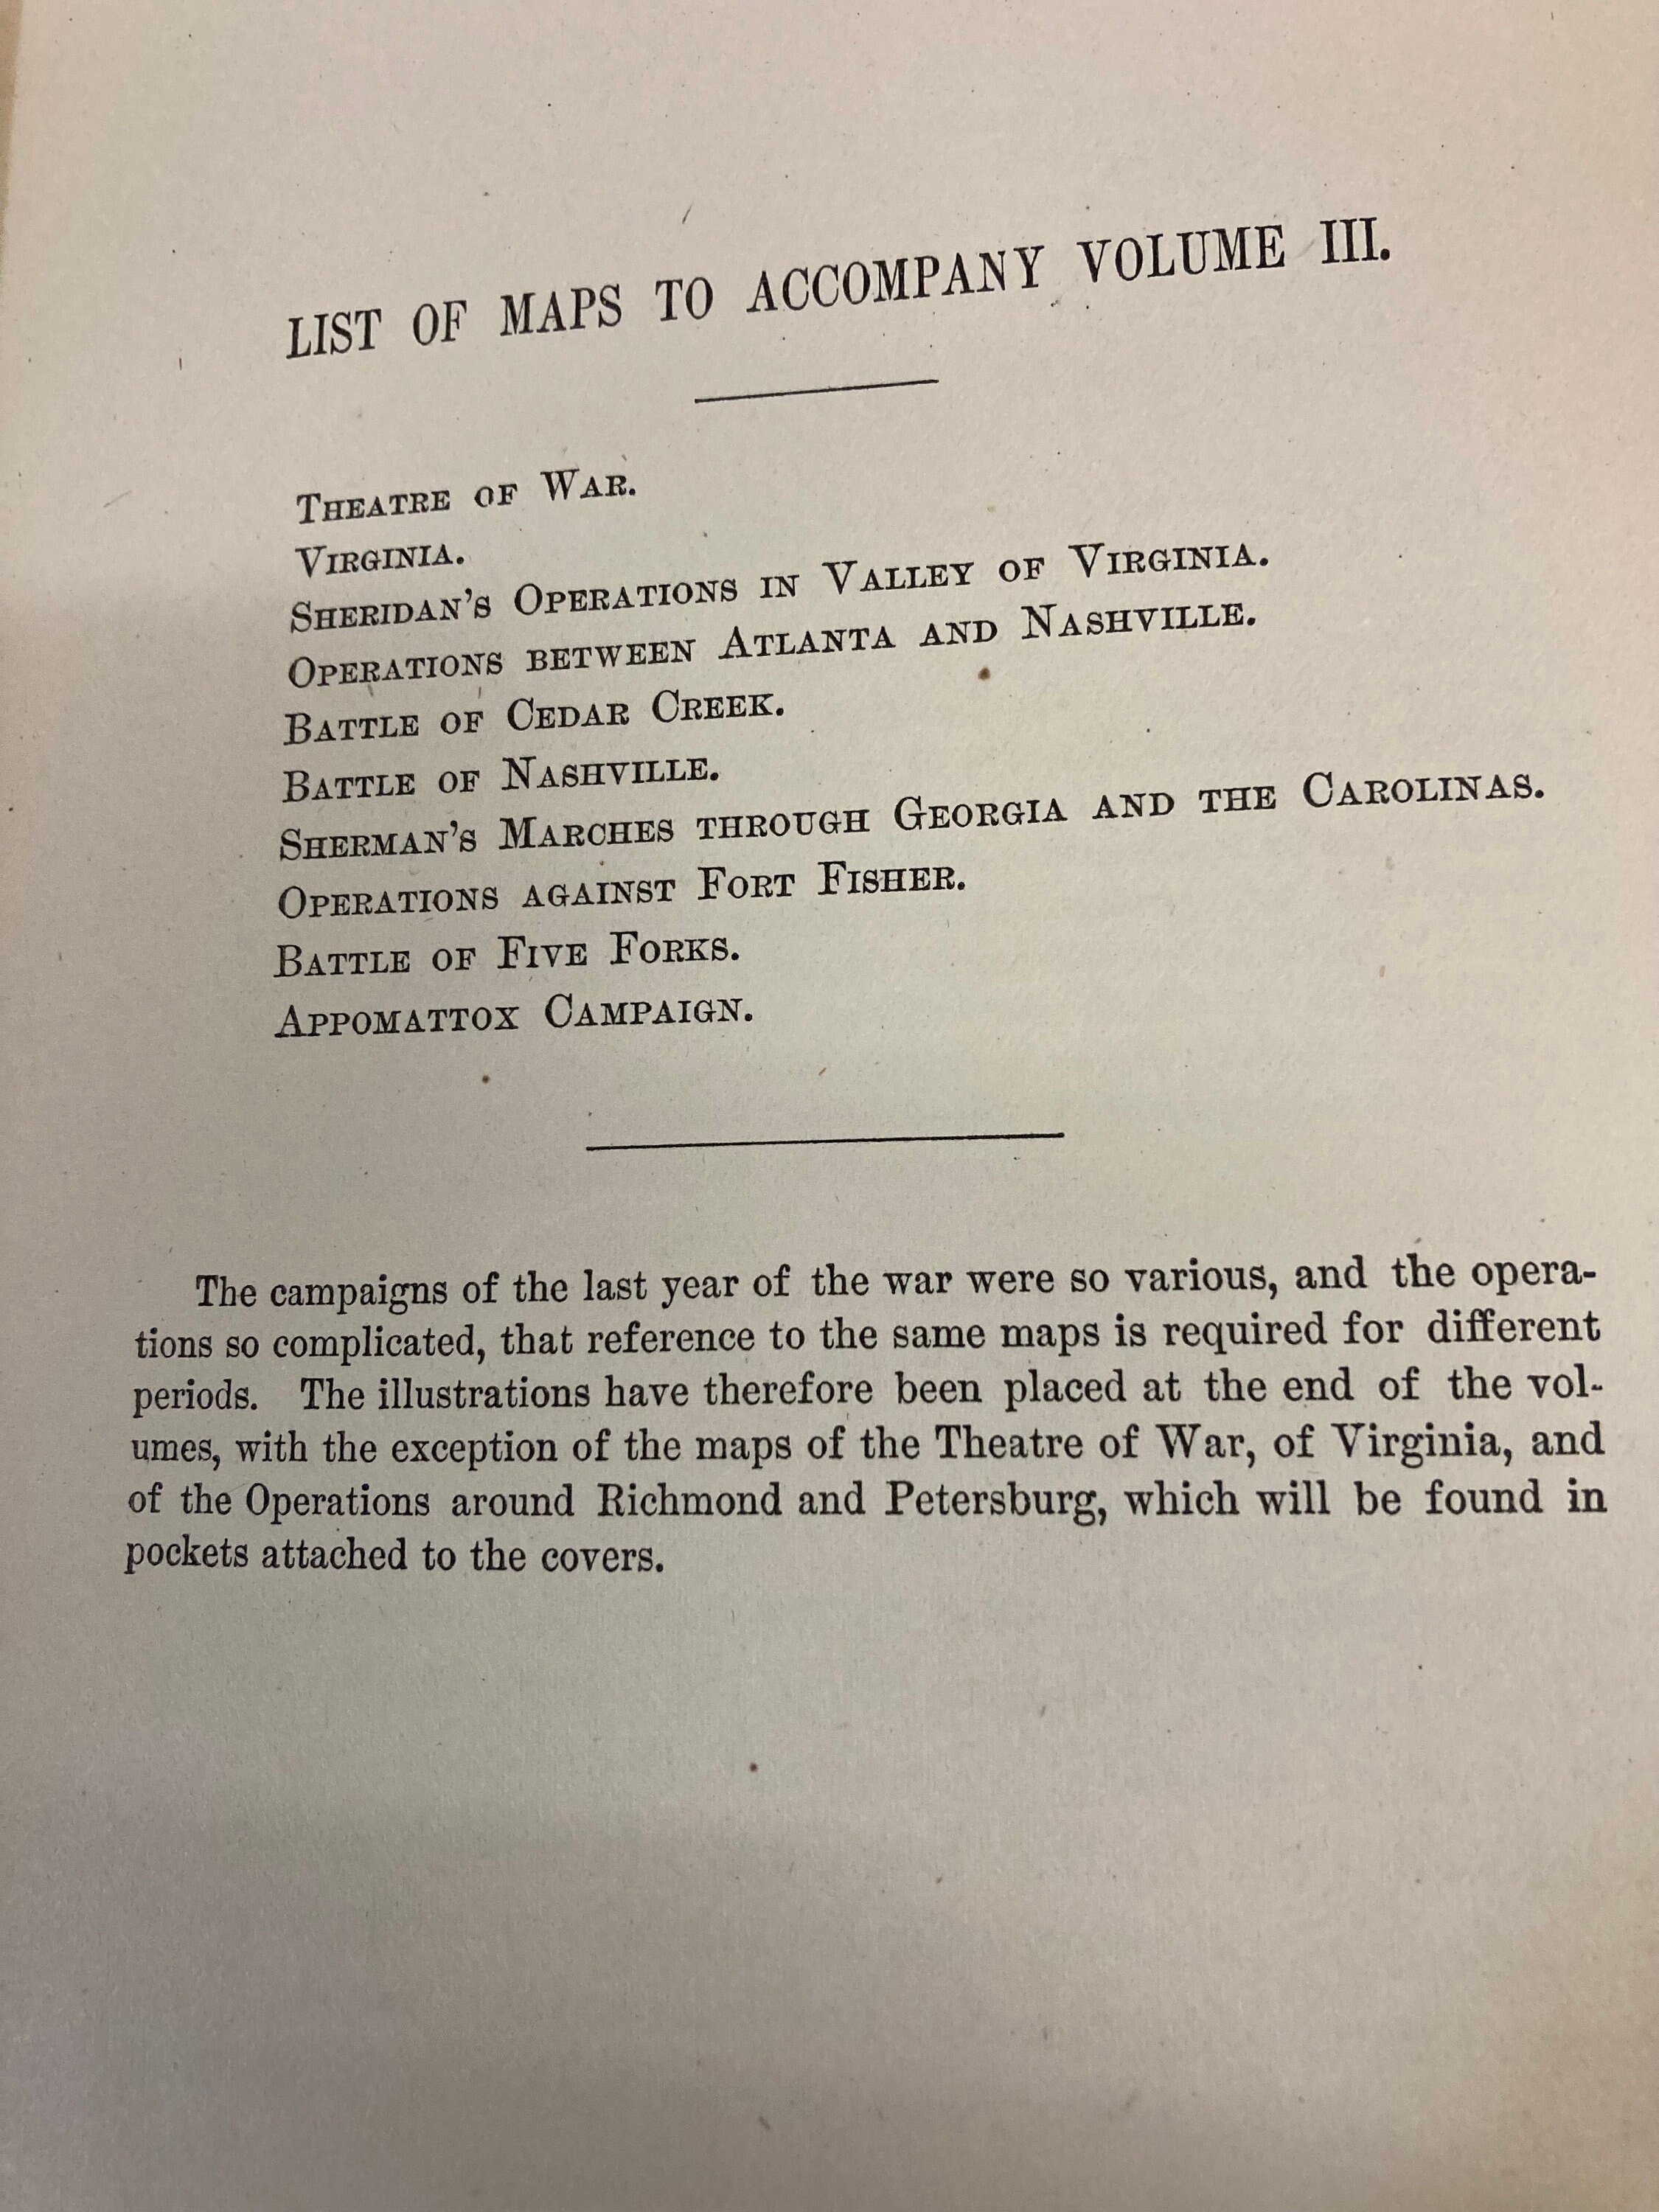 LIST OF MAPS TO ACCOMPANY VOLUME III.
THEATRE OF WAR.
VIRGINIA.
SHERIDAN'S OPERATIONS IN VALLEY OF VIRGINIA.
OPERATIONS BETWEEN ATLANTA AND NASHVILLE.
BATTLE OF CEDAR CREEK.
BATTLE OF NASHVILLE.
SHERMAN'S MARCHES THROUGH GEORGIA AND THE CAROLINAS.
OPERATIONS AGAINST FORT FISHER.
BATTLE OF FIVE FORKS.
APPOMATTOX CAMPAIGN.
The campaigns of the last year of the war were so various, and the opera-
tions so complicated, that reference to the same maps is required for different
periods. The illustrations have therefore been placed at the end of the vol-
umes, with the exception of the maps of the Theatre of War, of Virginia, and
of the Operations around Richmond and Petersburg, which will be found in
pockets attached to the covers.